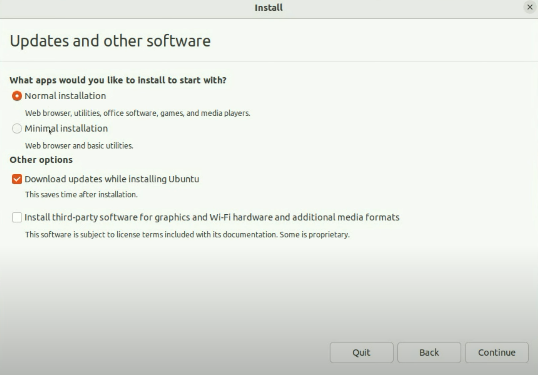 Install
Updates and other software
What apps would you like to install to start with?
Normal installation
Web browser, utilities, office software, games, and media players.
Minimal installation
Web browser and basic utilities.
Other options
Download updates while installing Ubuntu
This saves time after installation.
Install third-party software for graphics and Wi-Fi hardware and additional media formats
This software is subject to license terms included with its documentation. Some is proprietary.
Quit
Back
Continue